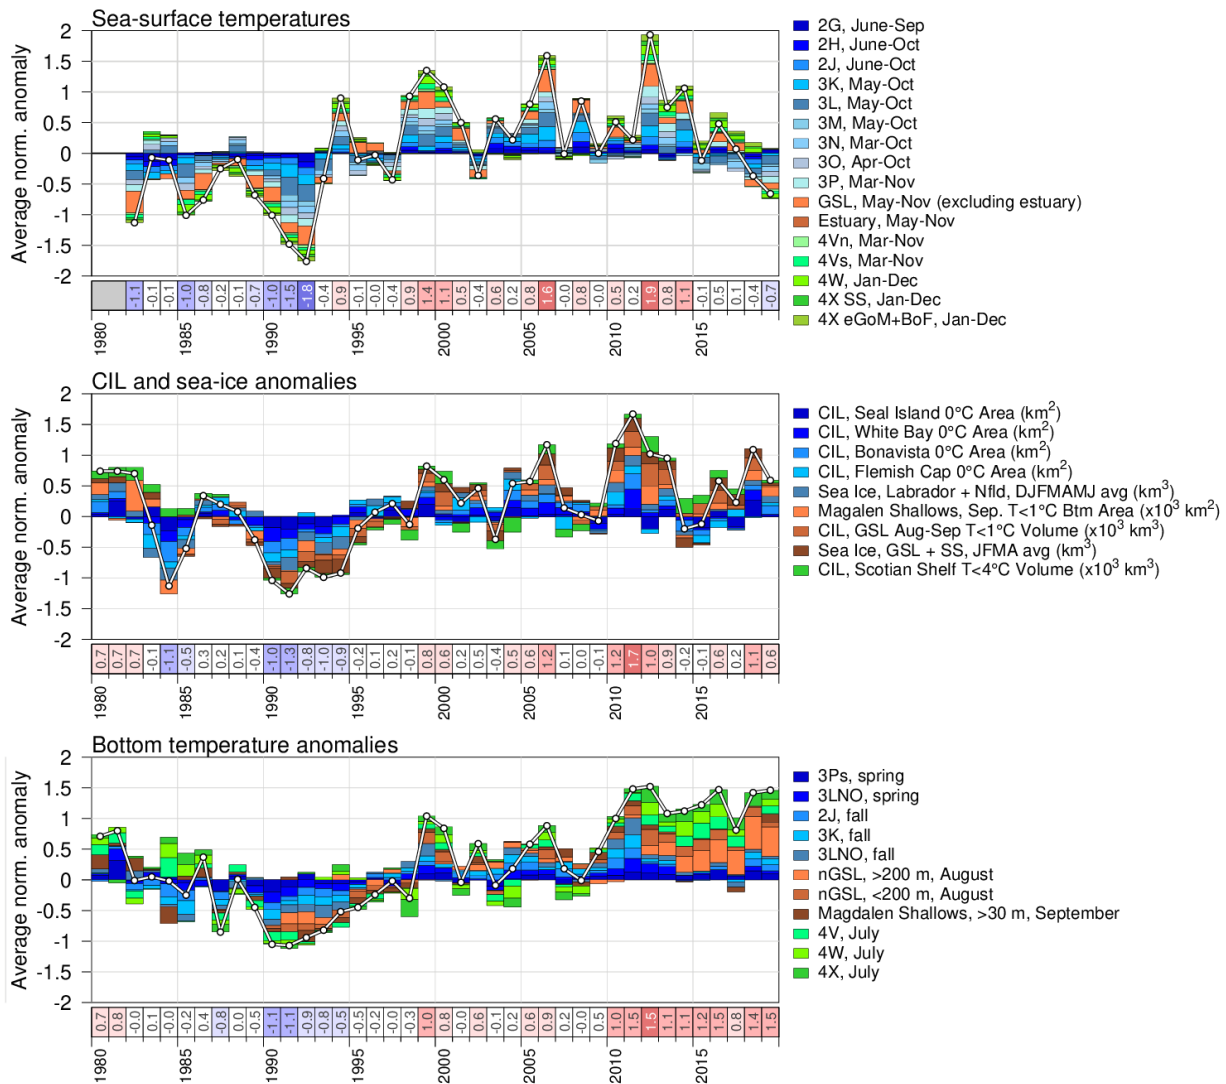 Sea-surface temperatures
Average norm. anomaly
2
1.5
1
0.5
0
-0.5
-1
-1.5
-2
-1.1 -0.1 -0.1 -1.0 -0.8 -0.2 -0.1 -0.7 -1.0 -1.5 -1.8 -0.4 0.9 -0.1 -0.0 -0.4 0.9 1.4 1.1 0.5 -0.4 0.6 0.2 0.8 1.6 -0.0 0.8 -0.0 0.5 0.2 1.9 0.8 1.1 -0.1 0.5 0.1 -0.4 -0.7
1980 1985 1990 1995 2000 2005 2010 2015
2G, June-Sep
2H, June-Oct
2J, June-Oct
3K, May-Oct
3L, May-Oct
3M, May-Oct
3N, Mar-Oct
3O, Apr-Oct
3P, Mar-Nov
GSL, May-Nov (excluding estuary)
Estuary, May-Nov
4Vn, Mar-Nov
4Vs, Mar-Nov
4W, Jan-Dec
4X SS, Jan-Dec
4X eGoM+BoF, Jan-Dec
CIL and sea-ice anomalies
Average norm. anomaly
2
1.5
1
0.5
0
-0.5
-1
-1.5
-2
0.7 0.7 0.7 -0.1 -1.1 -0.5 0.3 0.2 0.1 -0.4 -1.0 -1.3 -0.8 -1.0 -0.9 -0.2 0.1 0.2 -0.1 0.8 0.6 0.2 0.5 -0.4 0.5 0.6 1.2 0.1 0.0 -0.1 1.2 1.7 1.0 0.9 -0.2 -0.1 0.6 0.2 1.1 0.6
1980 1985 1990 1995 2000 2005 2010 2015
CIL, Seal Island 0°C Area (km²)
CIL, White Bay 0°C Area (km²)
CIL, Bonavista 0°C Area (km²)
CIL, Flemish Cap 0°C Area (km²)
Sea Ice, Labrador + Nfld, DJFMAMJ avg (km³)
Magalen Shallows, Sep. T<1°C Btm Area (x10³ km²)
CIL, GSL Aug-Sep T<1°C Volume (x10³ km³)
Sea Ice, GSL + SS, JFMA avg (km³)
CIL, Scotian Shelf T<4°C Volume (x10³ km³)
Bottom temperature anomalies
Average norm. anomaly
2
1.5
1
0.5
0
-0.5
-1
-1.5
-2
0.7 0.8 -0.0 0.1 -0.0 -0.2 0.4 -0.8 0.0 -0.5 -1.1 -1.1 -0.9 -0.8 -0.5 -0.5 -0.2 -0.0 -0.3 1.0 0.8 -0.0 0.6 -0.1 0.2 0.6 0.9 0.2 -0.0 0.5 1.0 1.5 1.5 1.1 1.1 1.2 1.5 0.8 1.4 1.5
1980 1985 1990 1995 2000 2005 2010 2015
3Ps, spring
3LNO, spring
2J, fall
3K, fall
3LNO, fall
nGSL, >200 m, August
nGSL, <200 m, August
Magdalen Shallows, >30 m, September
4V, July
4W, July
4X, July